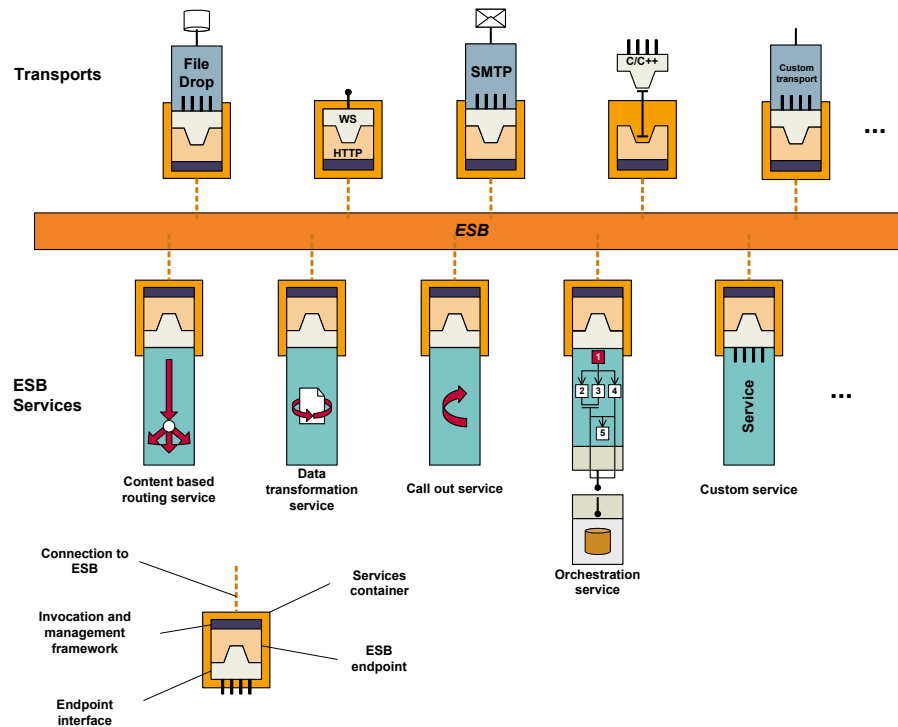 File
Drop
SMTP
C/C++
Custom
transport
Transports
WS
HTTP
...
ESB
ESB
Services
1
2
3
4
5
Service
...
Content based
routing service
Data
transformation
service
Call out service
Custom service
Orchestration
service
Connection to
ESB
Services
container
Invocation and
management
framework
ESB
endpoint
Endpoint
interface